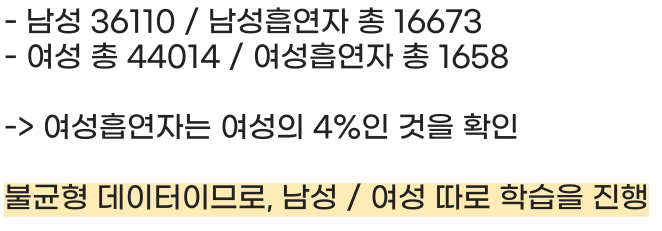 - 남성 36110 / 남성흡연자 총 16673
- 여성 총 44014 / 여성흡연자 총 1658
-> 여성흡연자는 여성의 4%인 것을 확인
불균형 데이터이므로, 남성 / 여성 따로 학습을 진행